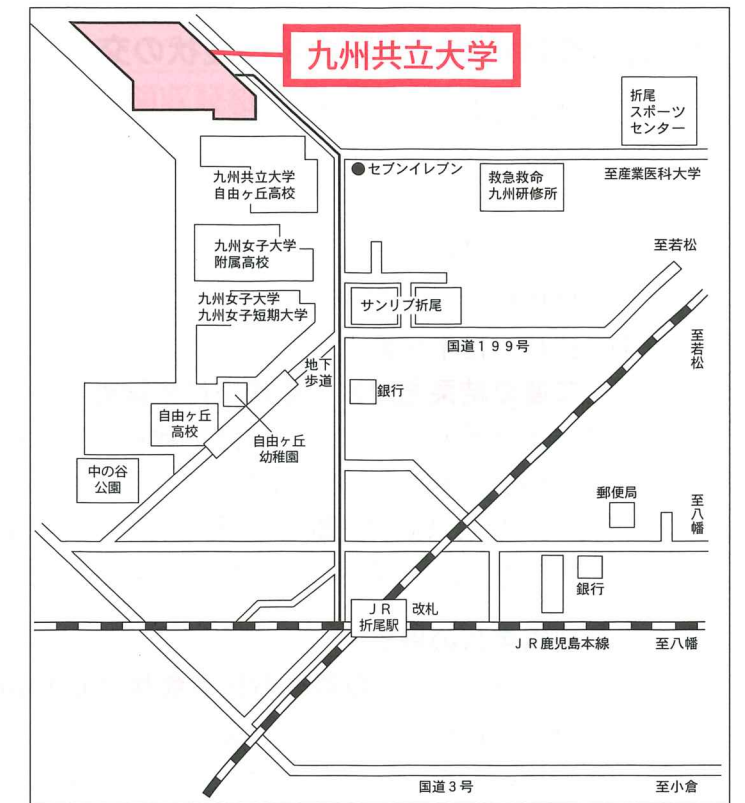 九州共立大学
折尾
スポーツ
センター
九州共立大学
自由ヶ丘高校
セブンイレブン
救急救命
九州研修所
至産業医科大学
九州女子大学
附属高校
至若松
九州女子大学
九州女子短期大学
サンリブ折尾
国道199号
至若松
地下
歩道
銀行
自由ヶ丘
高校
自由ヶ丘
幼稚園
中の谷
公園
郵便局
至八幡
銀行
JR
折尾駅
改札
JR鹿児島本線
至八幡
国道3号
至小倉